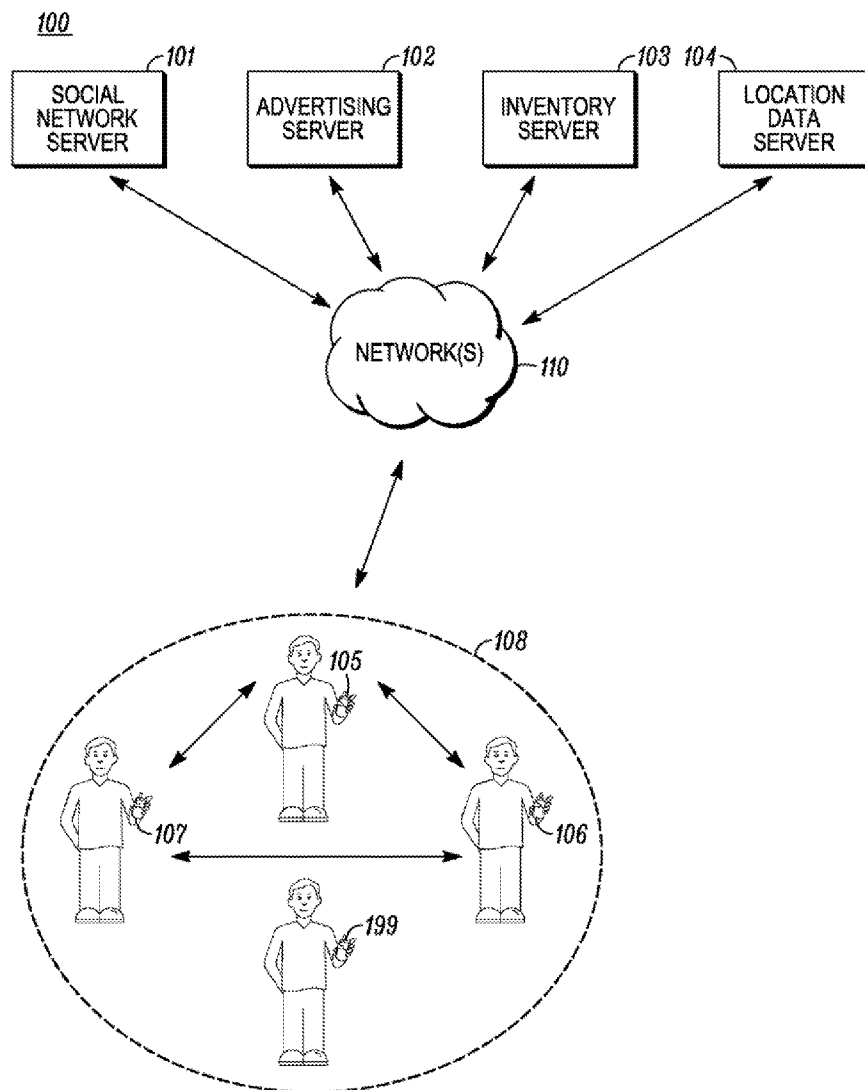 100
101
102
103
104
SOCIAL
NETWORK
SERVER
ADVERTISING
SERVER
INVENTORY
SERVER
LOCATION
DATA
SERVER
NETWORK(S)
110
108
105
107
106
199